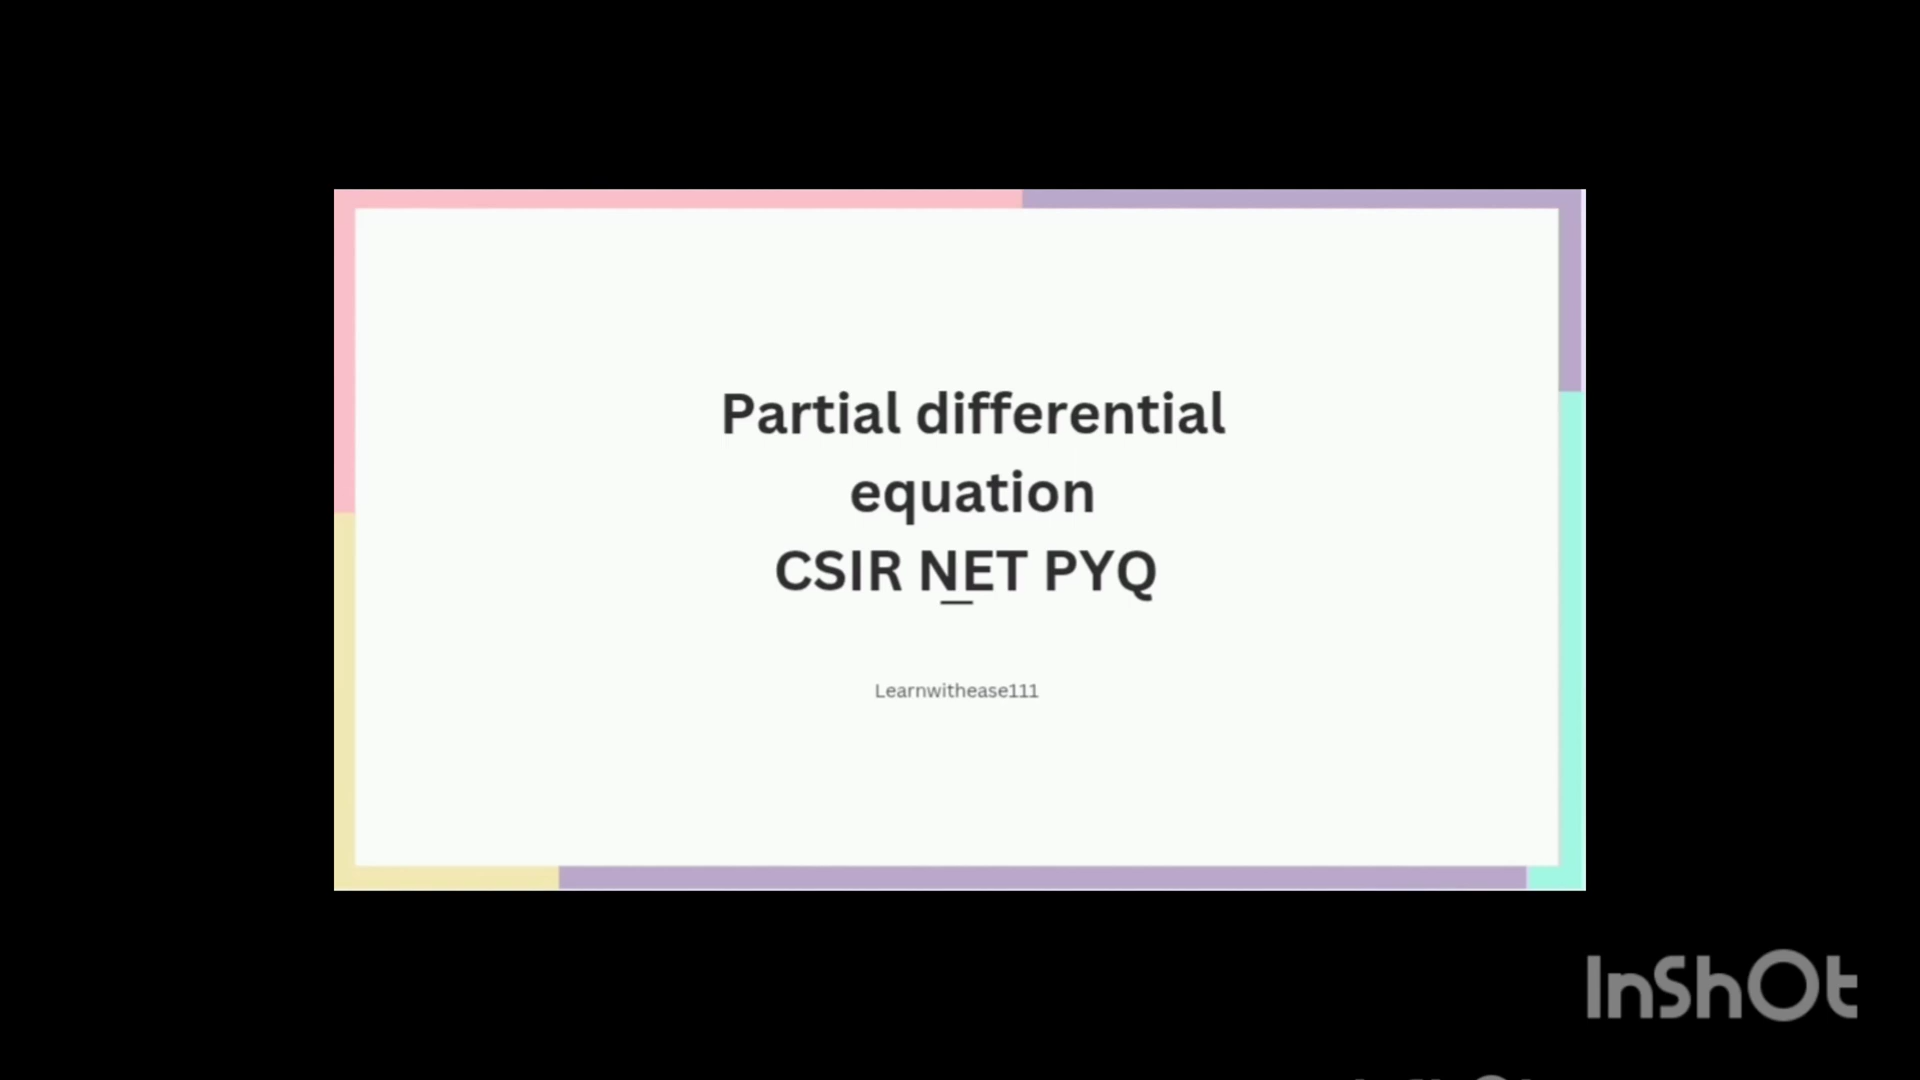 Partial differential
equation
CSIR NET PYQ
Learnwithease111
InShOt